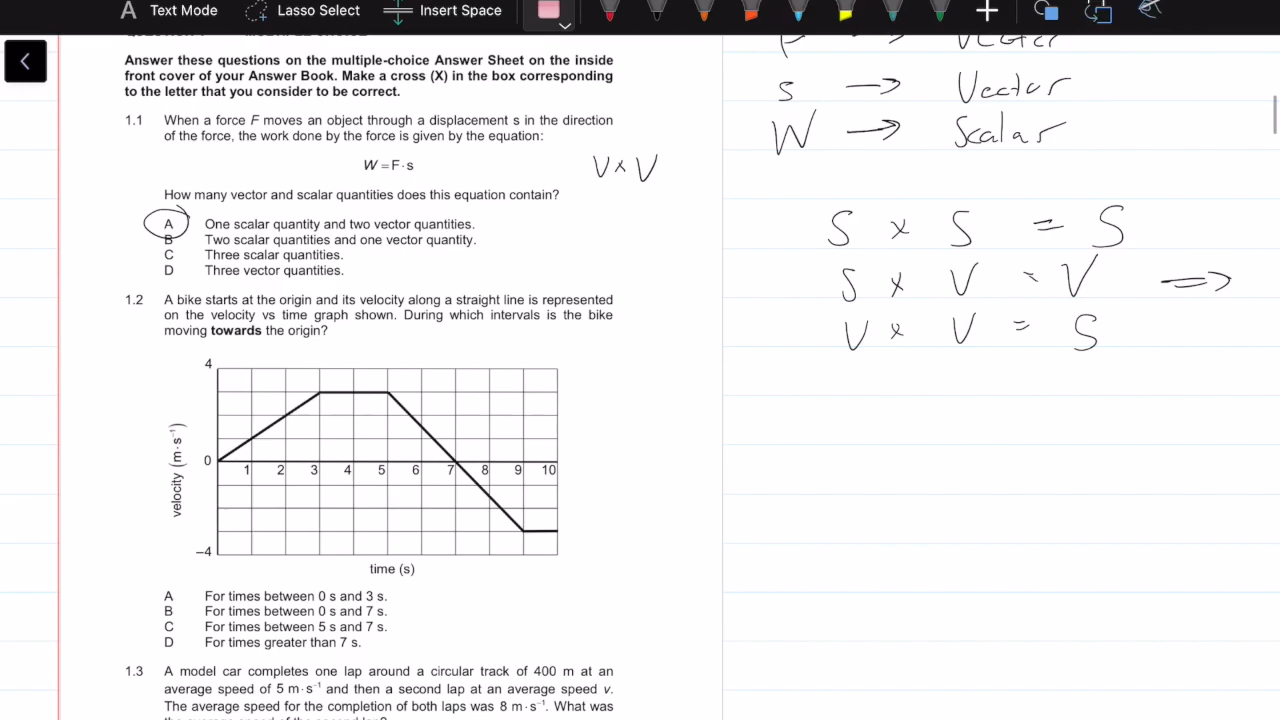 Text Mode
Lasso Select
Insert Space
Answer these questions on the multiple-choice Answer Sheet on the inside
front cover of your Answer Book. Make a cross (X) in the box corresponding
to the letter that you consider to be correct.
1.1 When a force F moves an object through a displacement s in the direction
of the force, the work done by the force is given by the equation:
W = F · s
V × V
How many vector and scalar quantities does this equation contain?
A One scalar quantity and two vector quantities.
B Two scalar quantities and one vector quantity.
C Three scalar quantities.
D Three vector quantities.
1.2 A bike starts at the origin and its velocity along a straight line is represented
on the velocity vs time graph shown. During which intervals is the bike
moving towards the origin?
4
0
–4
velocity (m·s⁻¹)
1 2 3 4 5 6 7 8 9 10
time (s)
A For times between 0 s and 3 s.
B For times between 0 s and 7 s.
C For times between 5 s and 7 s.
D For times greater than 7 s.
1.3 A model car completes one lap around a circular track of 400 m at an
average speed of 5 m·s⁻¹ and then a second lap at an average speed v.
The average speed for the completion of both laps was 8 m·s⁻¹. What was
F → Vector
s → Vector
W → Scalar
S × S = S
S × V = V ⇒
V × V = S